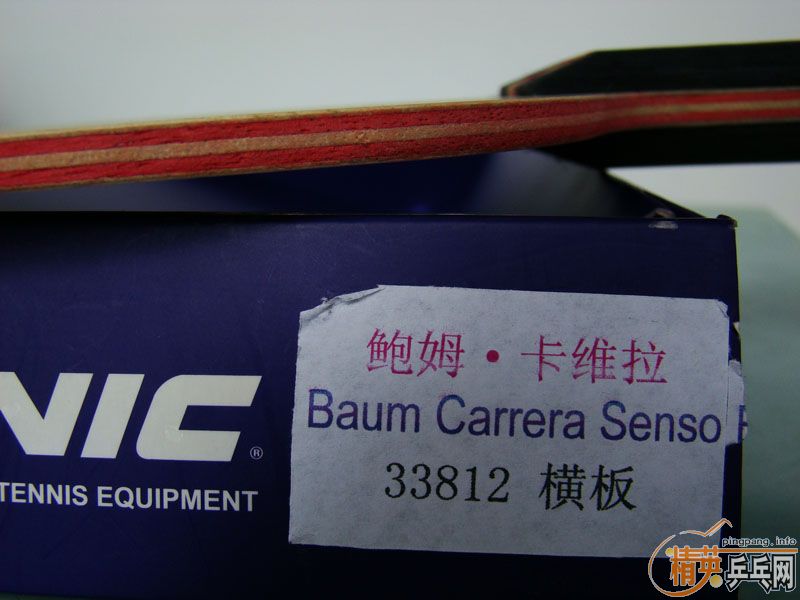 NIC®
TENNIS EQUIPMENT
鲍姆·卡维拉
Baum Carrera Senso
33812 横板
pingpang.info
精英乒乓网